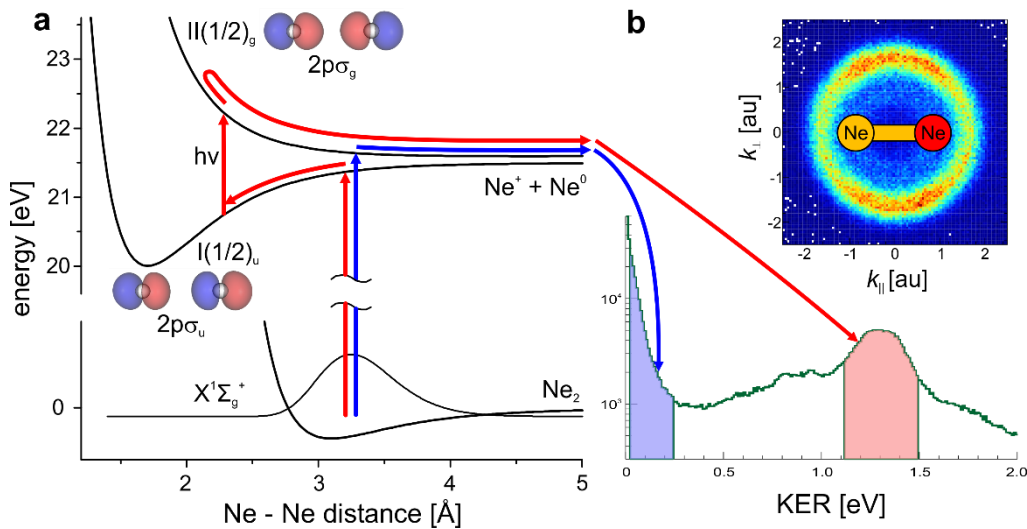 a
II(1/2)g
2pσg
23
22
21
20
0
energy [eV]
hν
Ne⁺ + Ne⁰
I(1/2)u
2pσu
X¹Σg⁺
Ne₂
2
3
4
5
Ne - Ne distance [Å]
b
2
1
0
-1
-2
k⊥ [au]
Ne
Ne
-2
0
2
k|| [au]
10⁴
10³
0
0.5
1.0
1.5
2.0
KER [eV]